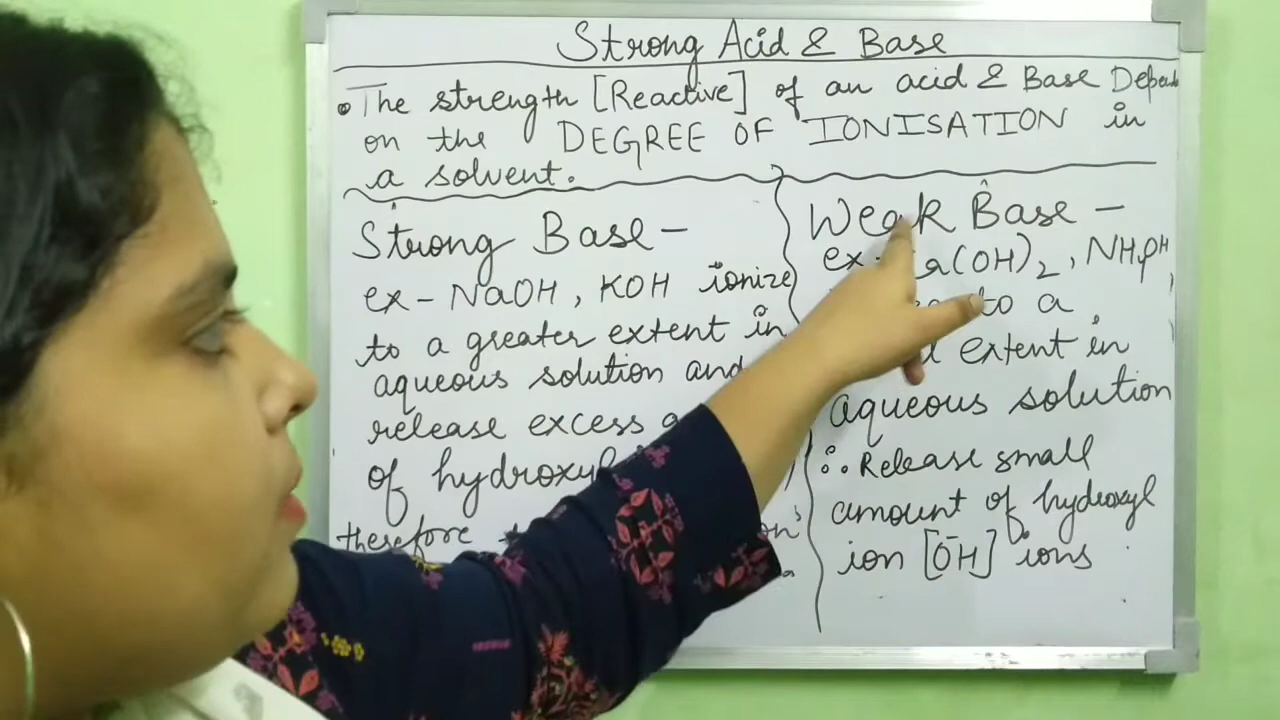 Strong Acid & Base
• The strength [Reactive] of an acid & Base
on the DEGREE OF IONISATION in
a solvent.
Strong Base -
ex - NaOH, KOH ionize
to a greater extent in
aqueous solution and
release excess
of hydroxyl
therefore
Weak Base -
ex - (OH)2, NH4OH
to a
extent in
aqueous solution
∴ Release small
amount of hydroxyl
ion [OH] ions